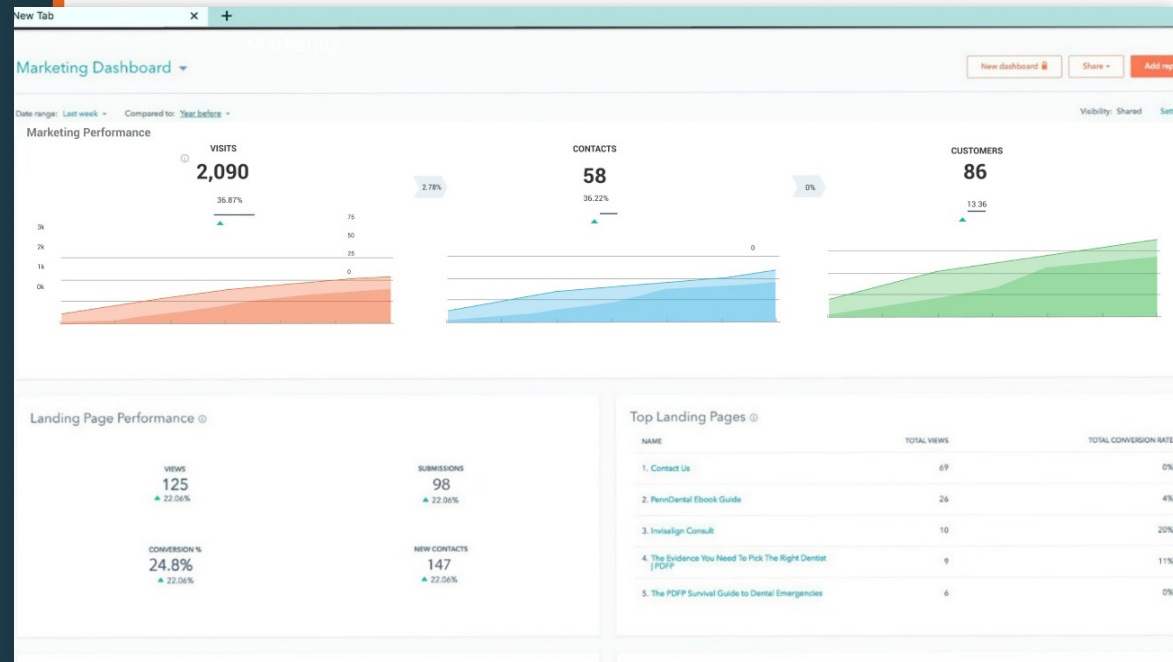 New Tab × +
Marketing Dashboard
New dashboard
Share
Add rep
Date range: Last week
Compared to: Year before
Visibility: Shared
Marketing Performance
VISITS
2,090
36.87%
2.78%
CONTACTS
58
36.22%
0%
CUSTOMERS
86
13.36
3k
2k
1k
0k
75
50
25
0
0
Landing Page Performance
VIEWS
125
22.06%
SUBMISSIONS
98
22.06%
CONVERSION %
24.8%
22.06%
NEW CONTACTS
147
22.06%
Top Landing Pages
NAME TOTAL VIEWS TOTAL CONVERSION RATE
1. Contact Us 69 0%
2. PennDental Ebook Guide 26 4%
3. Invisalign Consult 10 20%
4. The Evidence You Need To Pick The Right Dentist 9 11%
| PDFP
5. The PDFP Survival Guide to Dental Emergencies 6 0%